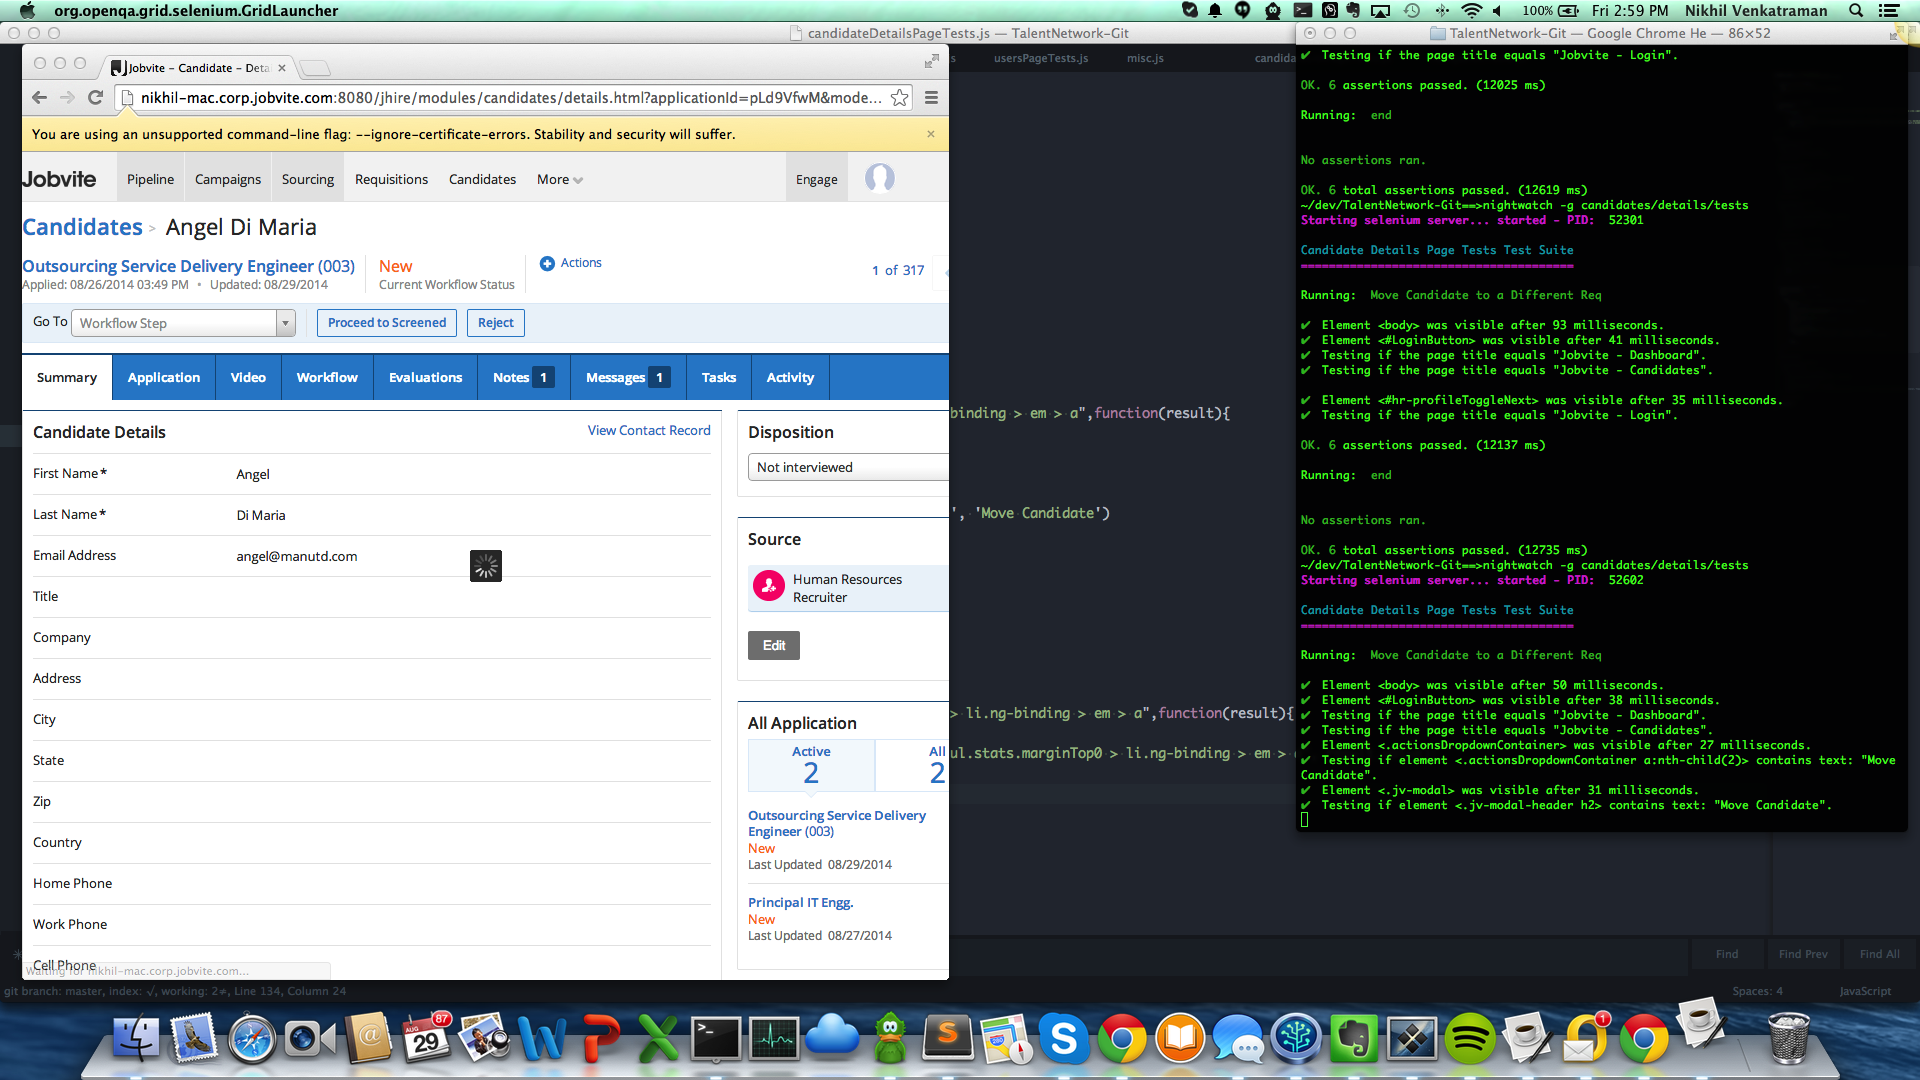 org.openqa.grid.selenium.GridLauncher
100%
Fri 2:59 PM
Nikhil Venkatraman
candidateDetailsPageTests.js — TalentNetwork-Git
usersPageTests.js
misc.js
candida
Jobvite - Candidate - Deta
nikhil-mac.corp.jobvite.com:8080/jhire/modules/candidates/details.html?applicationId=pLd9VfwM&mode...
You are using an unsupported command-line flag: --ignore-certificate-errors. Stability and security will suffer.
Jobvite
Pipeline
Campaigns
Sourcing
Requisitions
Candidates
More
Engage
Candidates > Angel Di Maria
Outsourcing Service Delivery Engineer (003)
Applied: 08/26/2014 03:49 PM • Updated: 08/29/2014
New
Current Workflow Status
Actions
1 of 317
Go To
Workflow Step
Proceed to Screened
Reject
Summary
Application
Video
Workflow
Evaluations
Notes 1
Messages 1
Tasks
Activity
Candidate Details
View Contact Record
First Name*
Angel
Last Name*
Di Maria
Email Address
angel@manutd.com
Title
Company
Address
City
State
Zip
Country
Home Phone
Work Phone
Cell Phone
Waiting for nikhil-mac.corp.jobvite.com...
Disposition
Not interviewed
Source
Human Resources
Recruiter
Edit
All Application
Active
2
All
2
Outsourcing Service Delivery
Engineer (003)
New
Last Updated 08/29/2014
Principal IT Engg.
New
Last Updated 08/27/2014
binding > em > a",function(result){
', 'Move Candidate')
> li.ng-binding > em > a",function(result){
ul.stats.marginTop0 > li.ng-binding > em >
Find
Find Prev
Find All
git branch: master, index: √, working: 2≠, Line 134, Column 24
Spaces: 4
JavaScript
TalentNetwork-Git — Google Chrome He — 86×52
✔ Testing if the page title equals "Jobvite - Login".
OK. 6 assertions passed. (12025 ms)
Running: end
No assertions ran.
OK. 6 total assertions passed. (12619 ms)
~/dev/TalentNetwork-Git==>nightwatch -g candidates/details/tests
Starting selenium server... started - PID: 52301
Candidate Details Page Tests Test Suite
=======================================
Running: Move Candidate to a Different Req
✔ Element <body> was visible after 93 milliseconds.
✔ Element <#LoginButton> was visible after 41 milliseconds.
✔ Testing if the page title equals "Jobvite - Dashboard".
✔ Testing if the page title equals "Jobvite - Candidates".
✔ Element <#hr-profileToggleNext> was visible after 35 milliseconds.
✔ Testing if the page title equals "Jobvite - Login".
OK. 6 assertions passed. (12137 ms)
Running: end
No assertions ran.
OK. 6 total assertions passed. (12735 ms)
~/dev/TalentNetwork-Git==>nightwatch -g candidates/details/tests
Starting selenium server... started - PID: 52602
Candidate Details Page Tests Test Suite
=======================================
Running: Move Candidate to a Different Req
✔ Element <body> was visible after 50 milliseconds.
✔ Element <#LoginButton> was visible after 38 milliseconds.
✔ Testing if the page title equals "Jobvite - Dashboard".
✔ Testing if the page title equals "Jobvite - Candidates".
✔ Element <.actionsDropdownContainer> was visible after 27 milliseconds.
✔ Testing if element <.actionsDropdownContainer a:nth-child(2)> contains text: "Move
Candidate".
✔ Element <.jv-modal> was visible after 31 milliseconds.
✔ Testing if element <.jv-modal-header h2> contains text: "Move Candidate".
AUG
29
87
1